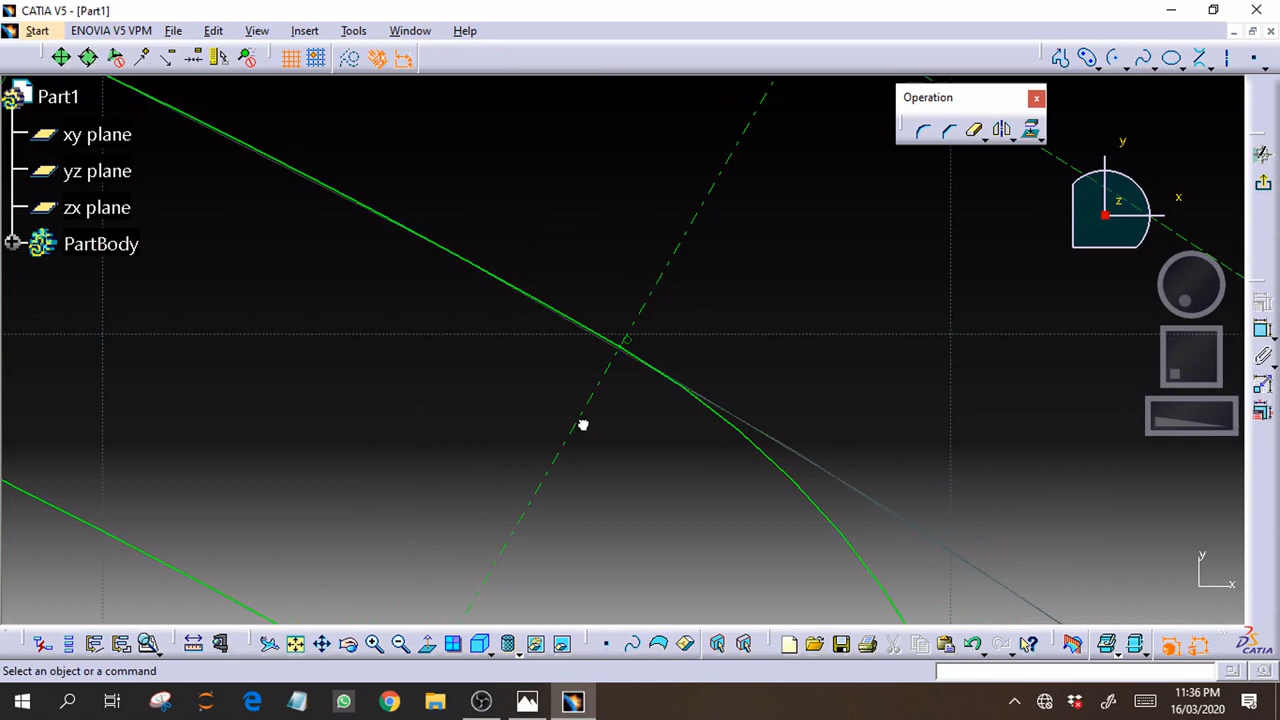 CATIA V5 - [Part1]
Start ENOVIA V5 VPM File Edit View Insert Tools Window Help
Part1
xy plane
yz plane
zx plane
PartBody
Operation
x
y
x
z
y
x
CATIA
Select an object or a command
11:36 PM
16/03/2020